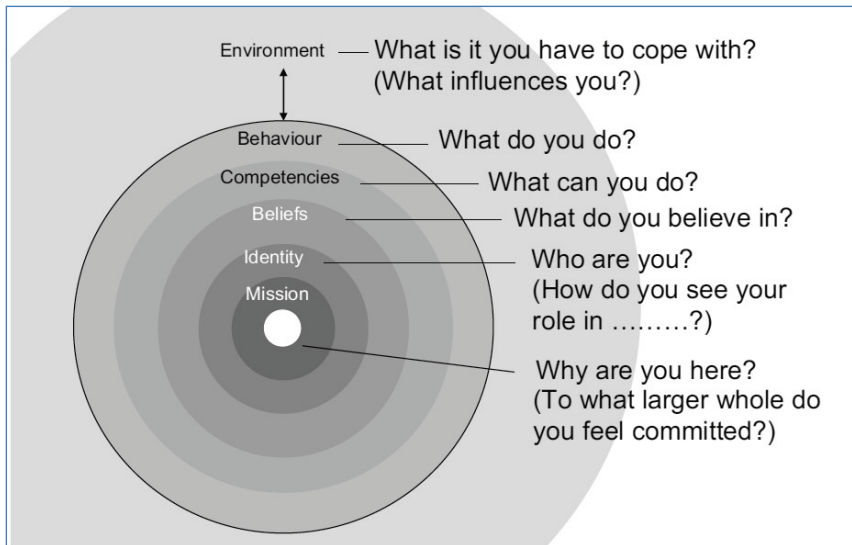 Environment
What is it you have to cope with?
(What influences you?)
Behaviour
What do you do?
Competencies
What can you do?
Beliefs
What do you believe in?
Identity
Who are you?
(How do you see your
role in ………?)
Mission
Why are you here?
(To what larger whole do
you feel committed?)